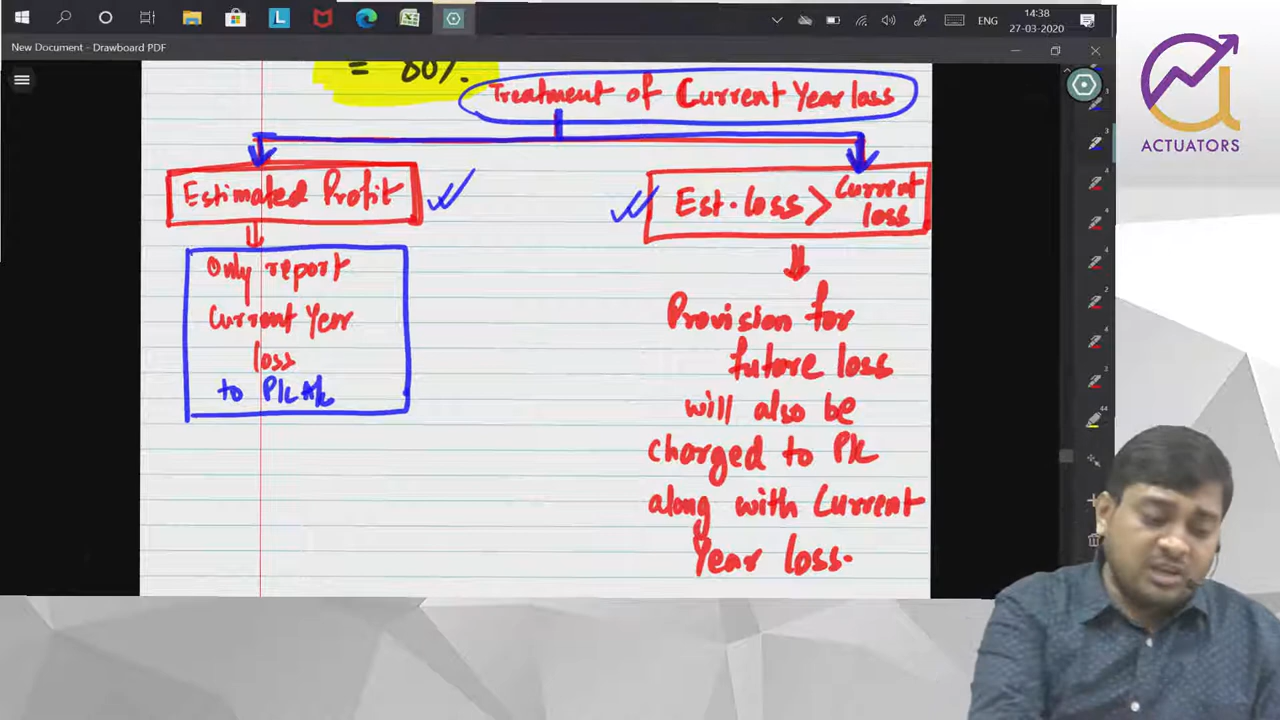 14:38
ENG
27-03-2020
New Document - Drawboard PDF
= 80%.
Treatment of Current Year loss
Estimated Profit
Est. loss > Current loss
Only report
Current Year
loss
to P/L A/c
Provision for
future loss
will also be
charged to P/L
along with Current
Year loss.
ACTUATORS